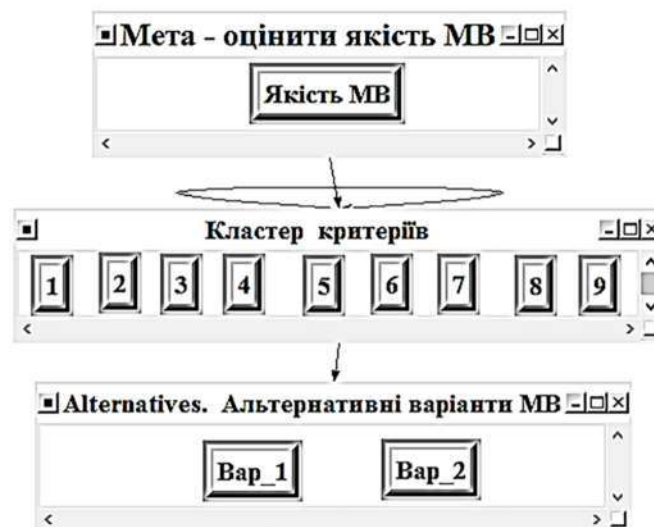 Мета - оцінити якість МВ
Якість МВ
Кластер критеріїв
1 2 3 4 5 6 7 8 9
Alternatives. Альтернативні варіанти МВ
Вар_1 Вар_2